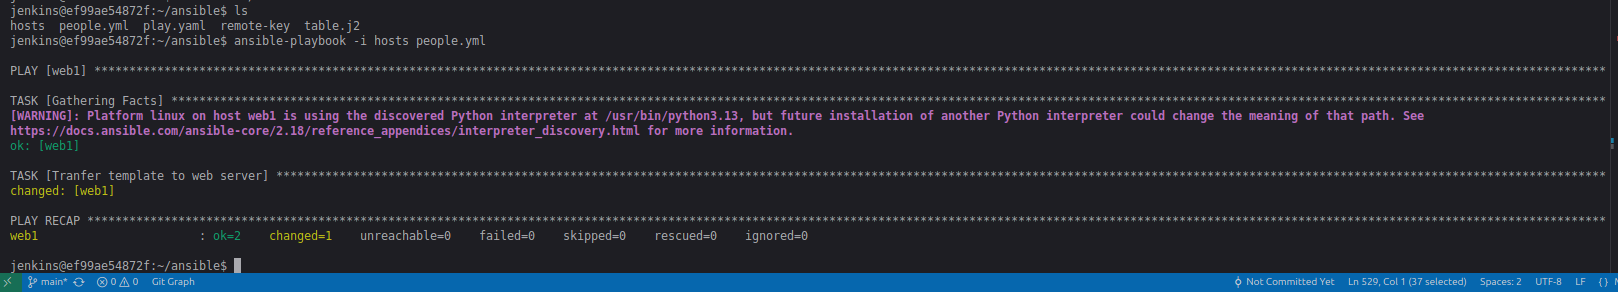 jenkins@ef99ae54872f:~/ansible$ ls
hosts  people.yml  play.yaml  remote-key  table.j2
jenkins@ef99ae54872f:~/ansible$ ansible-playbook -i hosts people.yml
PLAY [web1] ****************************************************************************************************************************************************************************************************************************
TASK [Gathering Facts] *****************************************************************************************************************************************************************************************************************
[WARNING]: Platform linux on host web1 is using the discovered Python interpreter at /usr/bin/python3.13, but future installation of another Python interpreter could change the meaning of that path. See
https://docs.ansible.com/ansible-core/2.18/reference_appendices/interpreter_discovery.html for more information.
ok: [web1]
TASK [Tranfer template to web server] **************************************************************************************************************************************************************************************************
changed: [web1]
PLAY RECAP *****************************************************************************************************************************************************************************************************************************
web1                       : ok=2    changed=1    unreachable=0    failed=0    skipped=0    rescued=0    ignored=0
jenkins@ef99ae54872f:~/ansible$
main* 0 0 Git Graph Not Committed Yet Ln 529, Col 1 (37 selected) Spaces: 2 UTF-8 LF {}